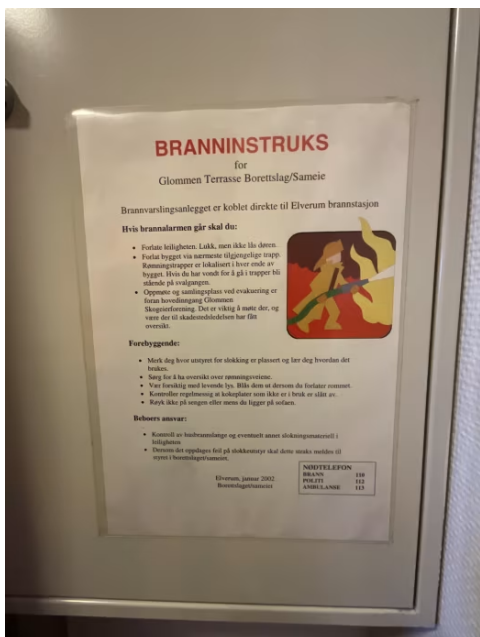 BRANNINSTRUKS
for
Glommen Terrasse Borettslag/Sameie
Brannvarslingsanlegget er koblet direkte til Elverum brannstasjon
Hvis brannalarmen går skal du:
• Forlate leiligheten. Lukk, men ikke lås døren.
• Forlat bygget via nærmeste tilgjengelige trapp.
Rømningstrapper er lokalisert i hver ende av
bygget. Hvis du har vondt for å gå i trapper bli
stående på svalgangen.
• Oppmøte og samlingsplass ved evakuering er
foran hovedinngang Glommen
Skogeierforening. Det er viktig å møte der, og
være der til skadestedsledelsen har fått
oversikt.
Forebyggende:
• Merk deg hvor utstyret for slokking er plassert og lær deg hvordan det
brukes.
• Sørg for å ha oversikt over rømningsveiene.
• Vær forsiktig med levende lys. Blås dem ut dersom du forlater rommet.
• Kontroller regelmessig at kokeplater som ikke er i bruk er slått av.
• Røyk ikke på sengen eller mens du ligger på sofaen.
Beboers ansvar:
• Kontroll av husbrannslange og eventuelt annet slokningsmateriell i
leiligheten
• Dersom det oppdages feil på slokkeutstyr skal dette straks meldes til
styret i borettslaget/sameiet.
Elverum, januar 2002
Borettslaget/sameiet
NØDTELEFON
BRANN 110
POLITI 112
AMBULANSE 113